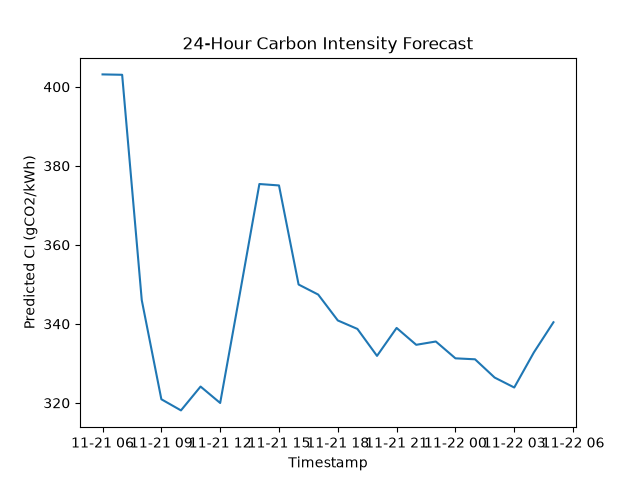 24-Hour Carbon Intensity Forecast
400
380
360
340
320
Predicted CI (gCO2/kWh)
11-21 06 11-21 09 11-21 12 11-21 15 11-21 18 11-21 21 11-22 00 11-22 03 11-22 06
Timestamp